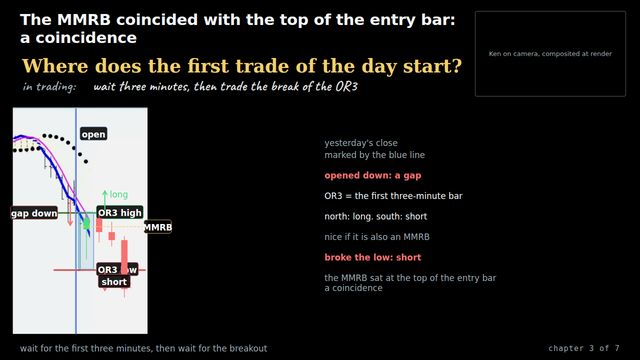 The MMRB coincided with the top of the entry bar:
a coincidence
Ken on camera, composited at render
Where does the first trade of the day start?
in trading: wait three minutes, then trade the break of the OR3
open
long
gap down
OR3 high
MMRB
OR3 low
short
yesterday's close
marked by the blue line
opened down: a gap
OR3 = the first three-minute bar
north: long. south: short
nice if it is also an MMRB
broke the low: short
the MMRB sat at the top of the entry bar
a coincidence
wait for the first three minutes, then wait for the breakout
chapter 3 of 7